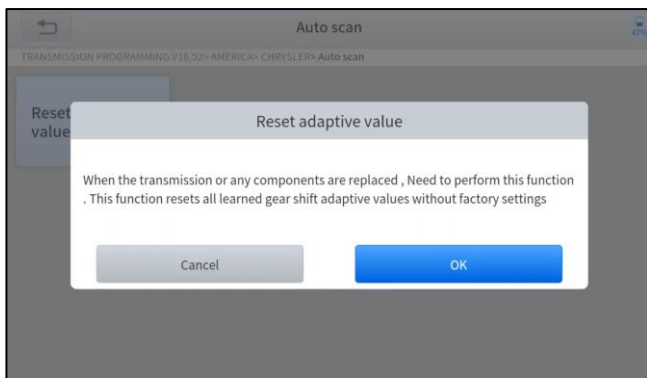 Auto scan
47%
TRANSMISSION PROGRAMMING V16.52> AMERICA> CHRYSLER> Auto scan
Reset
value
Reset adaptive value
When the transmission or any components are replaced , Need to perform this function
. This function resets all learned gear shift adaptive values without factory settings
Cancel
OK